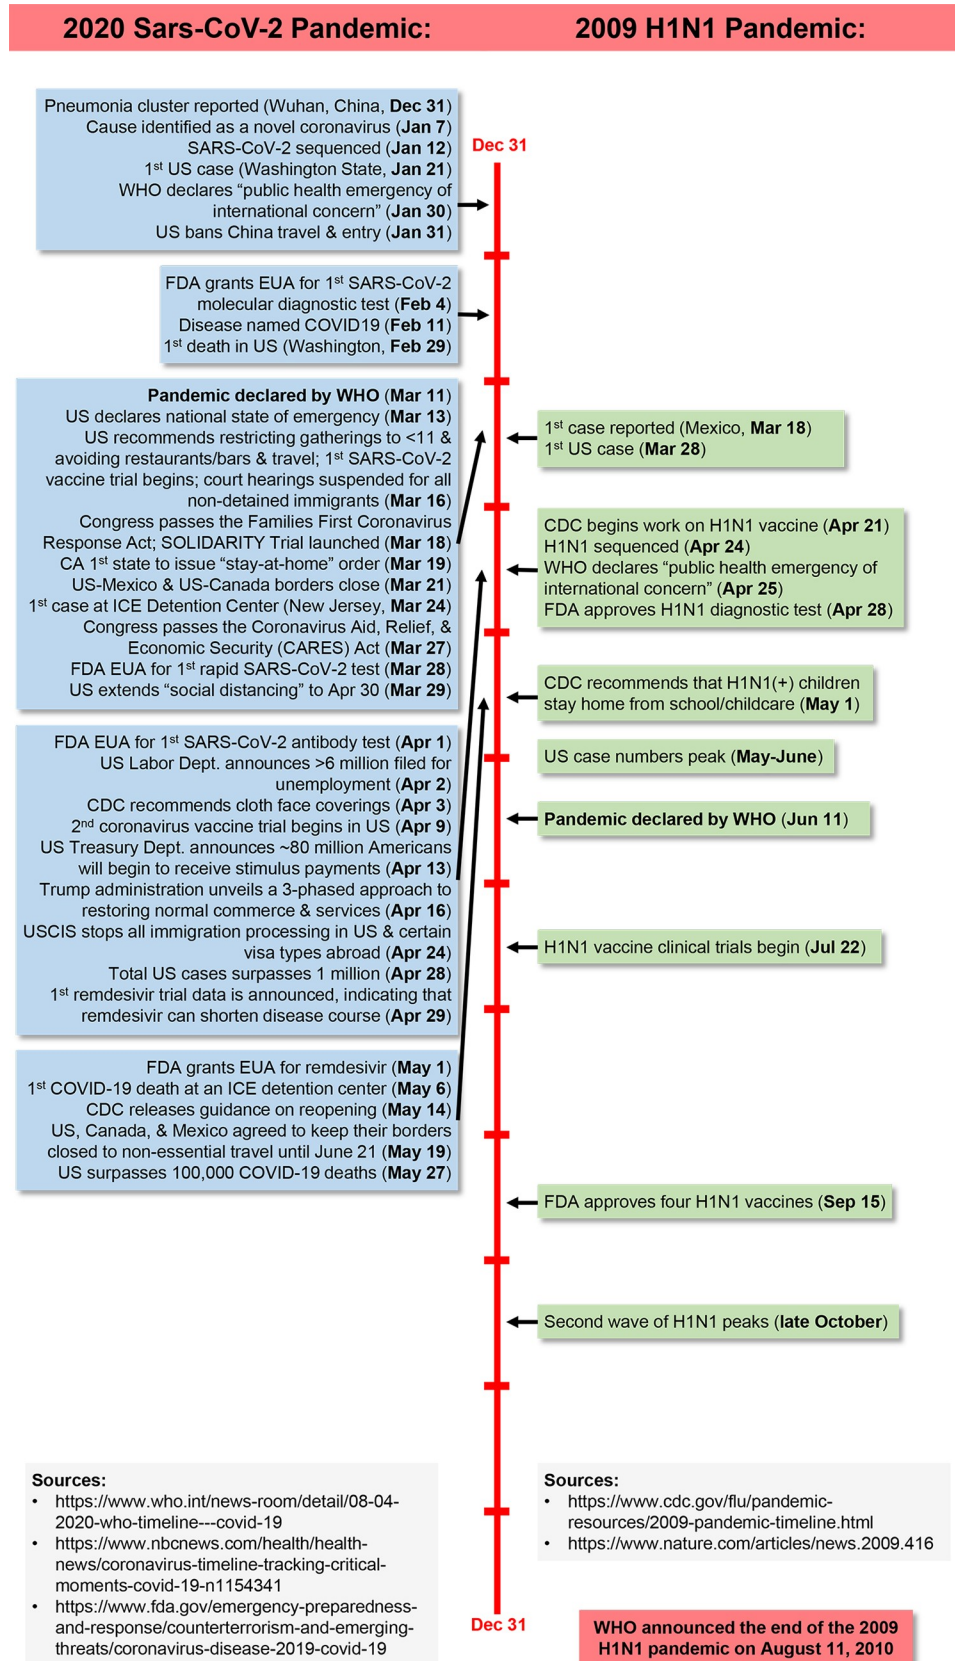 2020 Sars-CoV-2 Pandemic:
2009 H1N1 Pandemic:
Pneumonia cluster reported (Wuhan, China, Dec 31)
Cause identified as a novel coronavirus (Jan 7)
SARS-CoV-2 sequenced (Jan 12)
1st US case (Washington State, Jan 21)
WHO declares “public health emergency of
international concern” (Jan 30)
US bans China travel & entry (Jan 31)
FDA grants EUA for 1st SARS-CoV-2
molecular diagnostic test (Feb 4)
Disease named COVID19 (Feb 11)
1st death in US (Washington, Feb 29)
Pandemic declared by WHO (Mar 11)
US declares national state of emergency (Mar 13)
US recommends restricting gatherings to <11 &
avoiding restaurants/bars & travel; 1st SARS-CoV-2
vaccine trial begins; court hearings suspended for all
non-detained immigrants (Mar 16)
Congress passes the Families First Coronavirus
Response Act; SOLIDARITY Trial launched (Mar 18)
CA 1st state to issue “stay-at-home” order (Mar 19)
US-Mexico & US-Canada borders close (Mar 21)
1st case at ICE Detention Center (New Jersey, Mar 24)
Congress passes the Coronavirus Aid, Relief, &
Economic Security (CARES) Act (Mar 27)
FDA EUA for 1st rapid SARS-CoV-2 test (Mar 28)
US extends “social distancing” to Apr 30 (Mar 29)
FDA EUA for 1st SARS-CoV-2 antibody test (Apr 1)
US Labor Dept. announces >6 million filed for
unemployment (Apr 2)
CDC recommends cloth face coverings (Apr 3)
2nd coronavirus vaccine trial begins in US (Apr 9)
US Treasury Dept. announces ~80 million Americans
will begin to receive stimulus payments (Apr 13)
Trump administration unveils a 3-phased approach to
restoring normal commerce & services (Apr 16)
USCIS stops all immigration processing in US & certain
visa types abroad (Apr 24)
Total US cases surpasses 1 million (Apr 28)
1st remdesivir trial data is announced, indicating that
remdesivir can shorten disease course (Apr 29)
FDA grants EUA for remdesivir (May 1)
1st COVID-19 death at an ICE detention center (May 6)
CDC releases guidance on reopening (May 14)
US, Canada, & Mexico agreed to keep their borders
closed to non-essential travel until June 21 (May 19)
US surpasses 100,000 COVID-19 deaths (May 27)
Sources:
• https://www.who.int/news-room/detail/08-04-
2020-who-timeline---covid-19
• https://www.nbcnews.com/health/health-
news/coronavirus-timeline-tracking-critical-
moments-covid-19-n1154341
• https://www.fda.gov/emergency-preparedness-
and-response/counterterrorism-and-emerging-
threats/coronavirus-disease-2019-covid-19
Dec 31
Dec 31
1st case reported (Mexico, Mar 18)
1st US case (Mar 28)
CDC begins work on H1N1 vaccine (Apr 21)
H1N1 sequenced (Apr 24)
WHO declares “public health emergency of
international concern” (Apr 25)
FDA approves H1N1 diagnostic test (Apr 28)
CDC recommends that H1N1(+) children
stay home from school/childcare (May 1)
US case numbers peak (May-June)
Pandemic declared by WHO (Jun 11)
H1N1 vaccine clinical trials begin (Jul 22)
FDA approves four H1N1 vaccines (Sep 15)
Second wave of H1N1 peaks (late October)
Sources:
• https://www.cdc.gov/flu/pandemic-
resources/2009-pandemic-timeline.html
• https://www.nature.com/articles/news.2009.416
WHO announced the end of the 2009
H1N1 pandemic on August 11, 2010